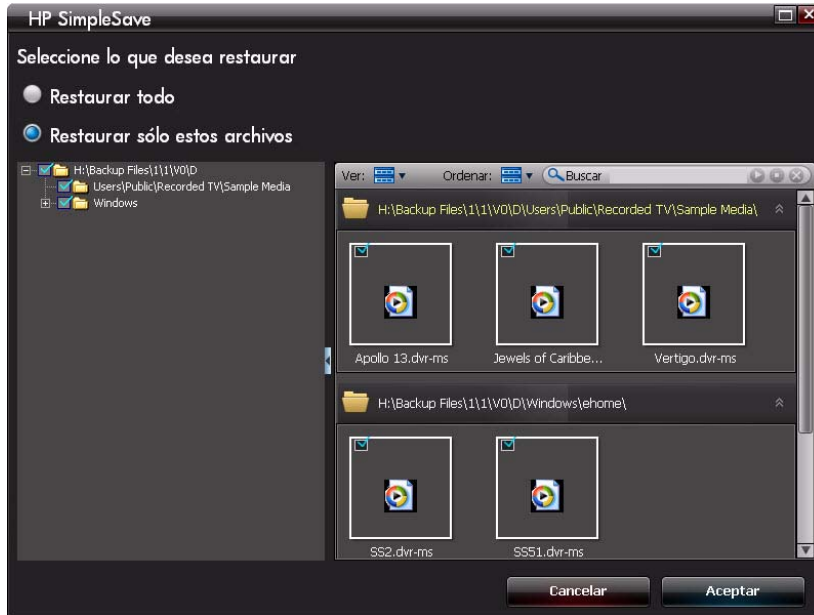 HP SimpleSave
Seleccione lo que desea restaurar
Restaurar todo
Restaurar sólo estos archivos
H:\Backup Files\1\1\V0\D
Users\Public\Recorded TV\Sample Media
Windows
Ver:
Ordenar:
Buscar
H:\Backup Files\1\1\V0\D\Users\Public\Recorded TV\Sample Media\
Apollo 13.dvr-ms
Jewels of Caribbe...
Vertigo.dvr-ms
H:\Backup Files\1\1\V0\D\Windows\ehome\
SS2.dvr-ms
SS51.dvr-ms
Cancelar
Aceptar